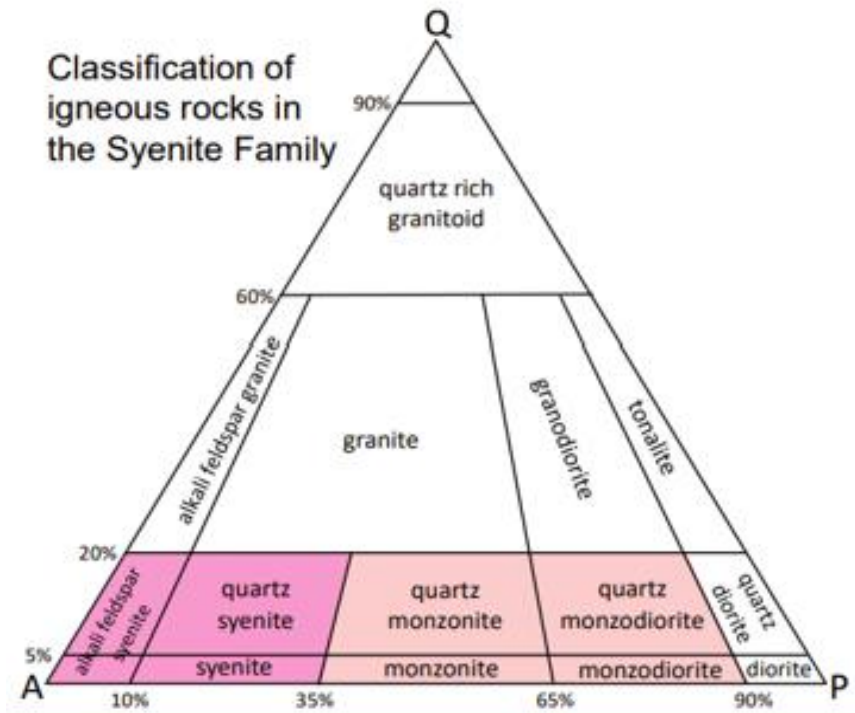 Classification of
igneous rocks in
the Syenite Family
Q
90%
quartz rich
granitoid
60%
alkali feldspar granite
granite
granodiorite
tonalite
20%
alkali feldspar
syenite
quartz
syenite
quartz
monzonite
quartz
monzodiorite
quartz
diorite
5%
syenite
monzonite
monzodiorite
diorite
A
P
10%
35%
65%
90%